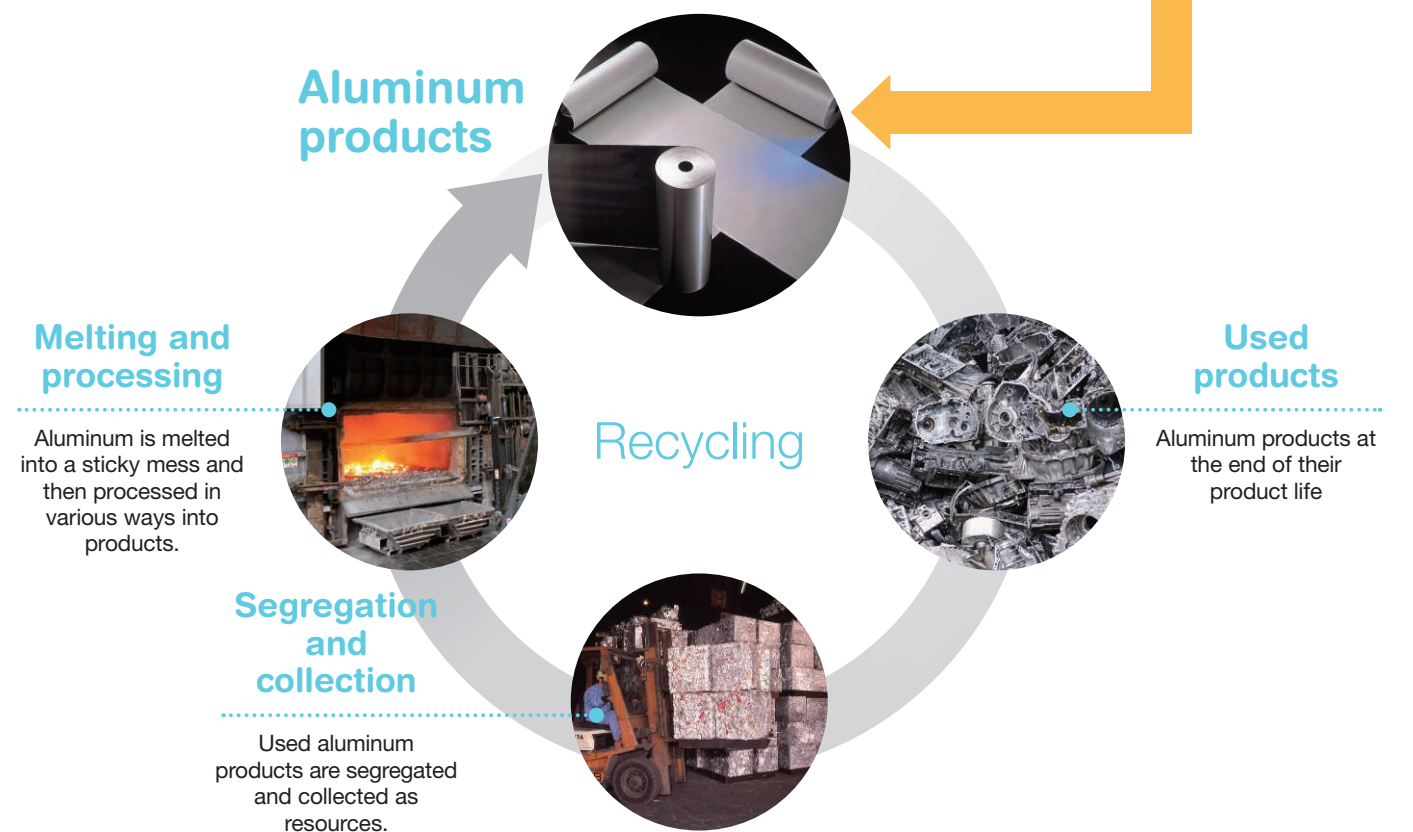 Aluminum
products
Used
products
Aluminum products at
the end of their
product life
Recycling
Segregation
and
collection
Used aluminum
products are segregated
and collected as
resources.
Melting and
processing
Aluminum is melted
into a sticky mess and
then processed in
various ways into
products.